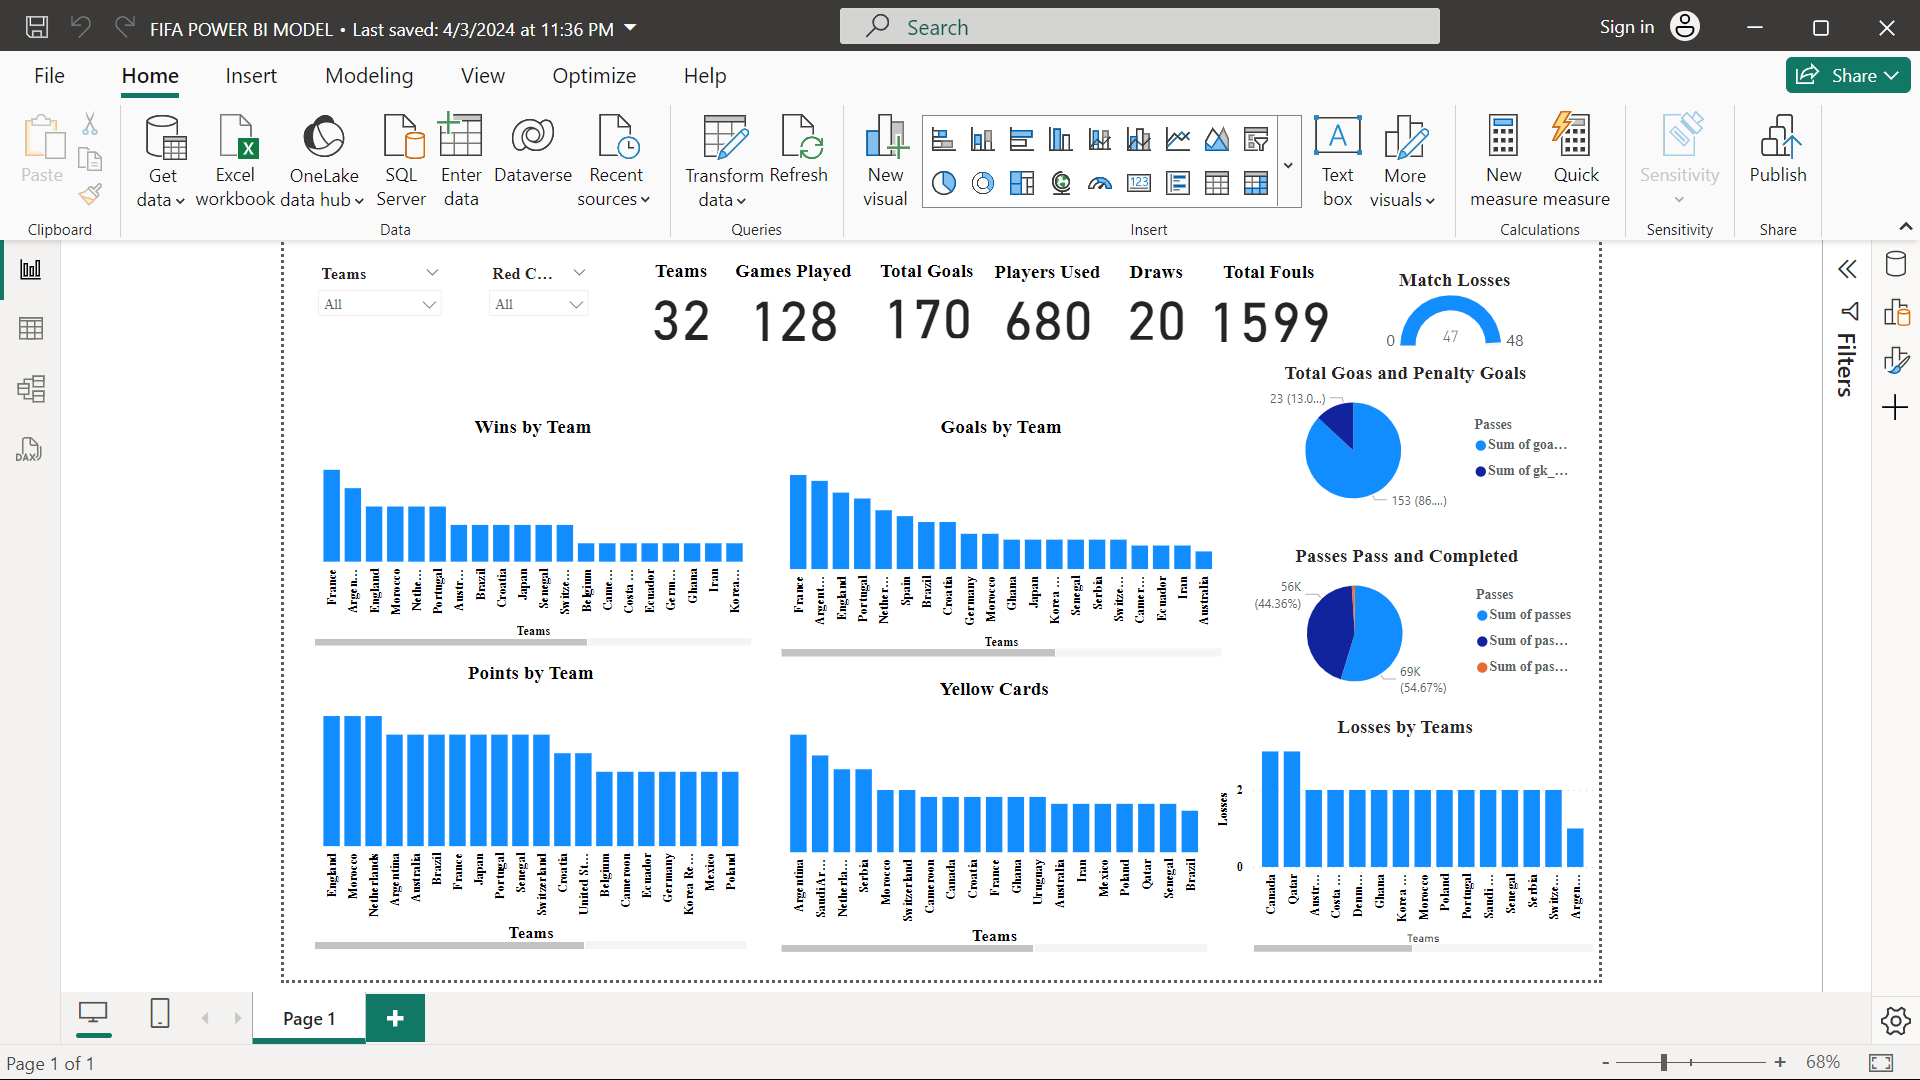 FIFA POWER BI MODEL • Last saved: 4/3/2024 at 11:36 PM
Search
Sign in
File Home Insert Modeling View Optimize Help
Share
Paste
Get data
Excel workbook
OneLake data hub
SQL Server
Enter data
Dataverse
Recent sources
Transform data
Refresh
New visual
123
A
Text box
More visuals
New measure
Quick measure
Sensitivity
Publish
Clipboard Data Queries Insert Calculations Sensitivity Share
Teams
All
Red C...
All
Teams
32
Games Played
128
Total Goals
170
Players Used
680
Draws
20
Total Fouls
1599
Match Losses
0 47 48
Total Goas and Penalty Goals
23 (13.0...)
153 (86....)
Passes
Sum of goa...
Sum of gk_...
Wins by Team
France Argen... England Morocco Nethe... Portugal Austr... Brazil Croatia Japan Senegal Switze... Belgium Came... Costa ... Ecuador Germ... Ghana Iran Korea...
Teams
Goals by Team
France Argent... England Portugal Nether... Spain Brazil Croatia Germany Morocco Ghana Japan Korea ... Senegal Serbia Switze... Camer... Ecuador Iran Australia
Teams
Passes Pass and Completed
56K
(44.36%)
69K
(54.67%)
Passes
Sum of passes
Sum of pas...
Sum of pas...
Points by Team
England Morocco Netherlands Argentina Australia Brazil France Japan Portugal Senegal Switzerland Croatia United St... Belgium Cameroon Ecuador Germany Korea Re... Mexico Poland
Teams
Yellow Cards
Argentina Saudi Ar... Netherla... Serbia Morocco Switzerland Cameroon Canada Croatia France Ghana Uruguay Australia Iran Mexico Poland Qatar Senegal Brazil
Teams
Losses by Teams
Losses
2
0
Canada Qatar Austr... Costa ... Denm... Ghana Korea ... Morocco Poland Portugal Saudi... Senegal Serbia Switze... Argen...
Teams
Filters
DAX
Page 1
Page 1 of 1
68%